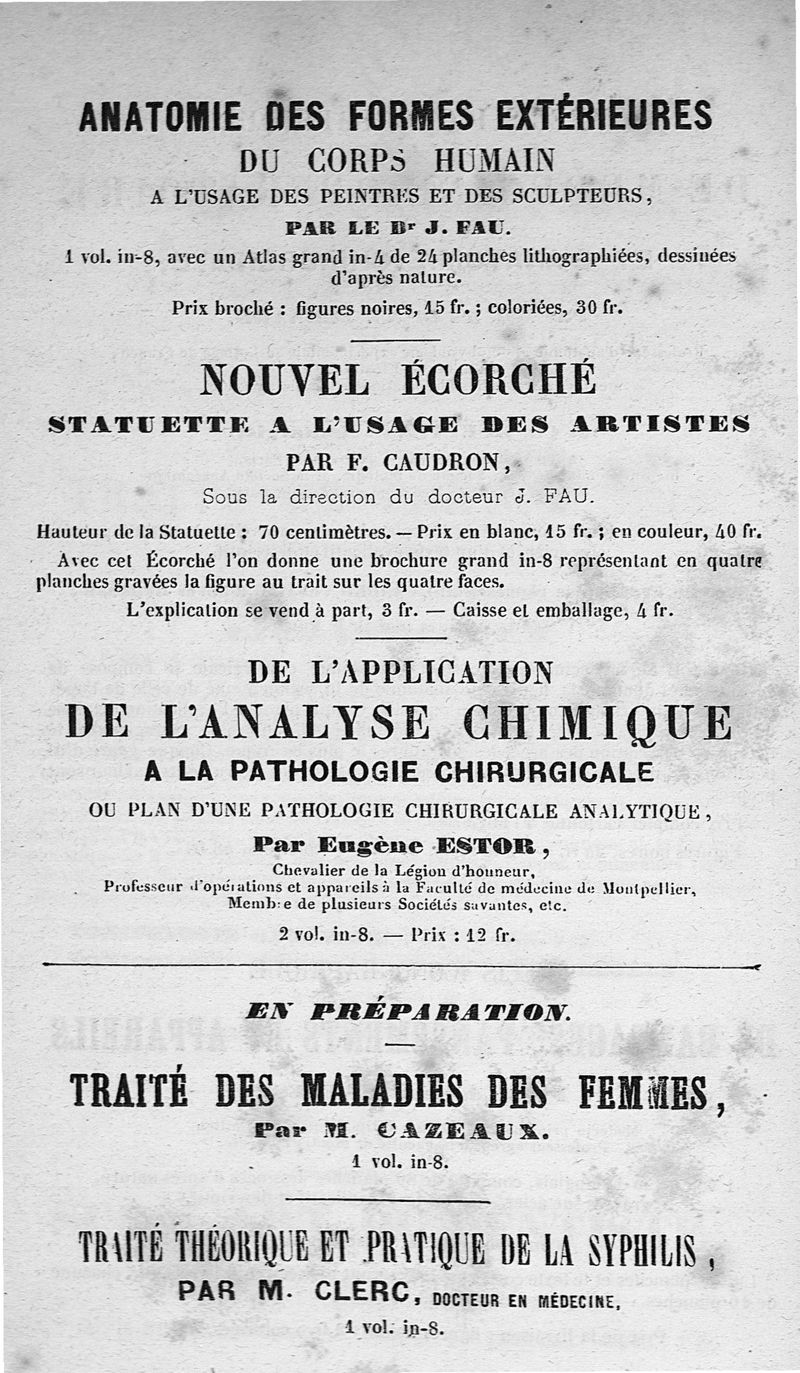 ANATOMIE DES FORMES EXTÉRIEURES
DU CORPS HUMAIN
A L'USAGE DES PEINTRES ET DES SCULPTEURS,
PAR LE Dr J. FAU.
1 vol. in-8, avec un Atlas grand in-4 de 24 planches lithographiées, dessinées
d'après nature.
Prix broché : figures noires, 15 fr. ; coloriées, 30 fr.
NOUVEL ÉCORCHÉ
STATUETTE A L'USAGE DES ARTISTES
PAR F. CAUDRON,
Sous la direction du docteur J. FAU.
Hauteur de la Statuette : 70 centimètres. — Prix en blanc, 15 fr. ; en couleur, 40 fr.
Avec cet Écorché l'on donne une brochure grand in-8 représentant en quatre
planches gravées la figure au trait sur les quatre faces.
L'explication se vend à part, 3 fr. — Caisse et emballage, 4 fr.
DE L'APPLICATION
DE L'ANALYSE CHIMIQUE
A LA PATHOLOGIE CHIRURGICALE
OU PLAN D'UNE PATHOLOGIE CHIRURGICALE ANALYTIQUE,
Par Eugène ESTOR,
Chevalier de la Légion d'honneur,
Professeur d'opérations et appareils à la Faculté de médecine de Montpellier,
Membre de plusieurs Sociétés savantes, etc.
2 vol. in-8. — Prix : 12 fr.
EN PRÉPARATION.
TRAITÉ DES MALADIES DES FEMMES,
Par M. CAZEAUX.
1 vol. in-8.
TRAITÉ THÉORIQUE ET PRATIQUE DE LA SYPHILIS,
PAR M. CLERC, DOCTEUR EN MÉDECINE.
1 vol. in-8.